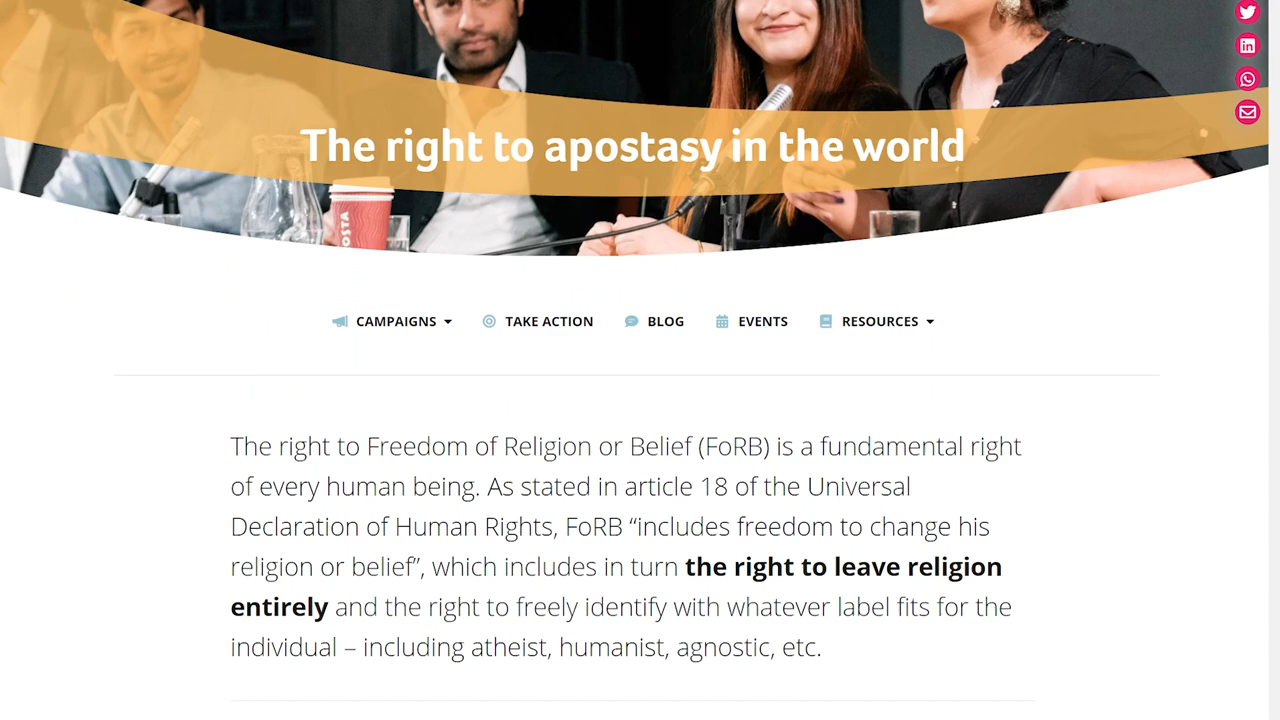 The right to apostasy in the world
OSTA
CAMPAIGNS
TAKE ACTION
BLOG
EVENTS
RESOURCES
The right to Freedom of Religion or Belief (FoRB) is a fundamental right
of every human being. As stated in article 18 of the Universal
Declaration of Human Rights, FoRB “includes freedom to change his
religion or belief”, which includes in turn the right to leave religion
entirely and the right to freely identify with whatever label fits for the
individual – including atheist, humanist, agnostic, etc.